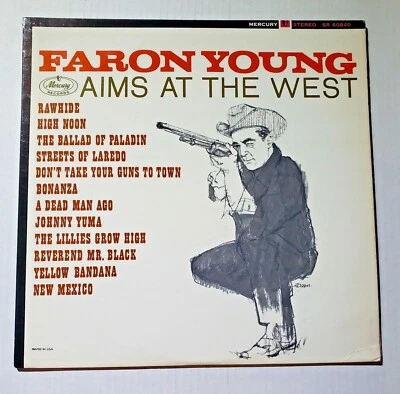 MERCURY STEREO SR 60840
FARON YOUNG
Mercury
RECORDS
AIMS AT THE WEST
RAWHIDE
HIGH NOON
THE BALLAD OF PALADIN
STREETS OF LAREDO
DON'T TAKE YOUR GUNS TO TOWN
BONANZA
A DEAD MAN AGO
JOHNNY YUMA
THE LILLIES GROW HIGH
REVEREND MR. BLACK
YELLOW BANDANA
NEW MEXICO